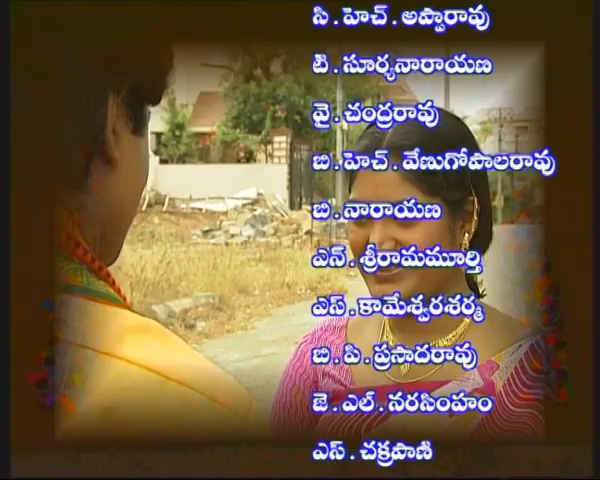 సి.హెచ్.అప్పారావు
టి.సూర్యనారాయణ
వై.చంద్రరావు
బి.హెచ్.వేణుగోపాలరావు
బి.నారాయణ
ఎన్.శ్రీరామమూర్తి
ఎస్.కామేశ్వరశర్మ
బి.పి.ప్రసాదరావు
జె.ఎల్.నరసింహం
ఎస్.చక్రపాణి